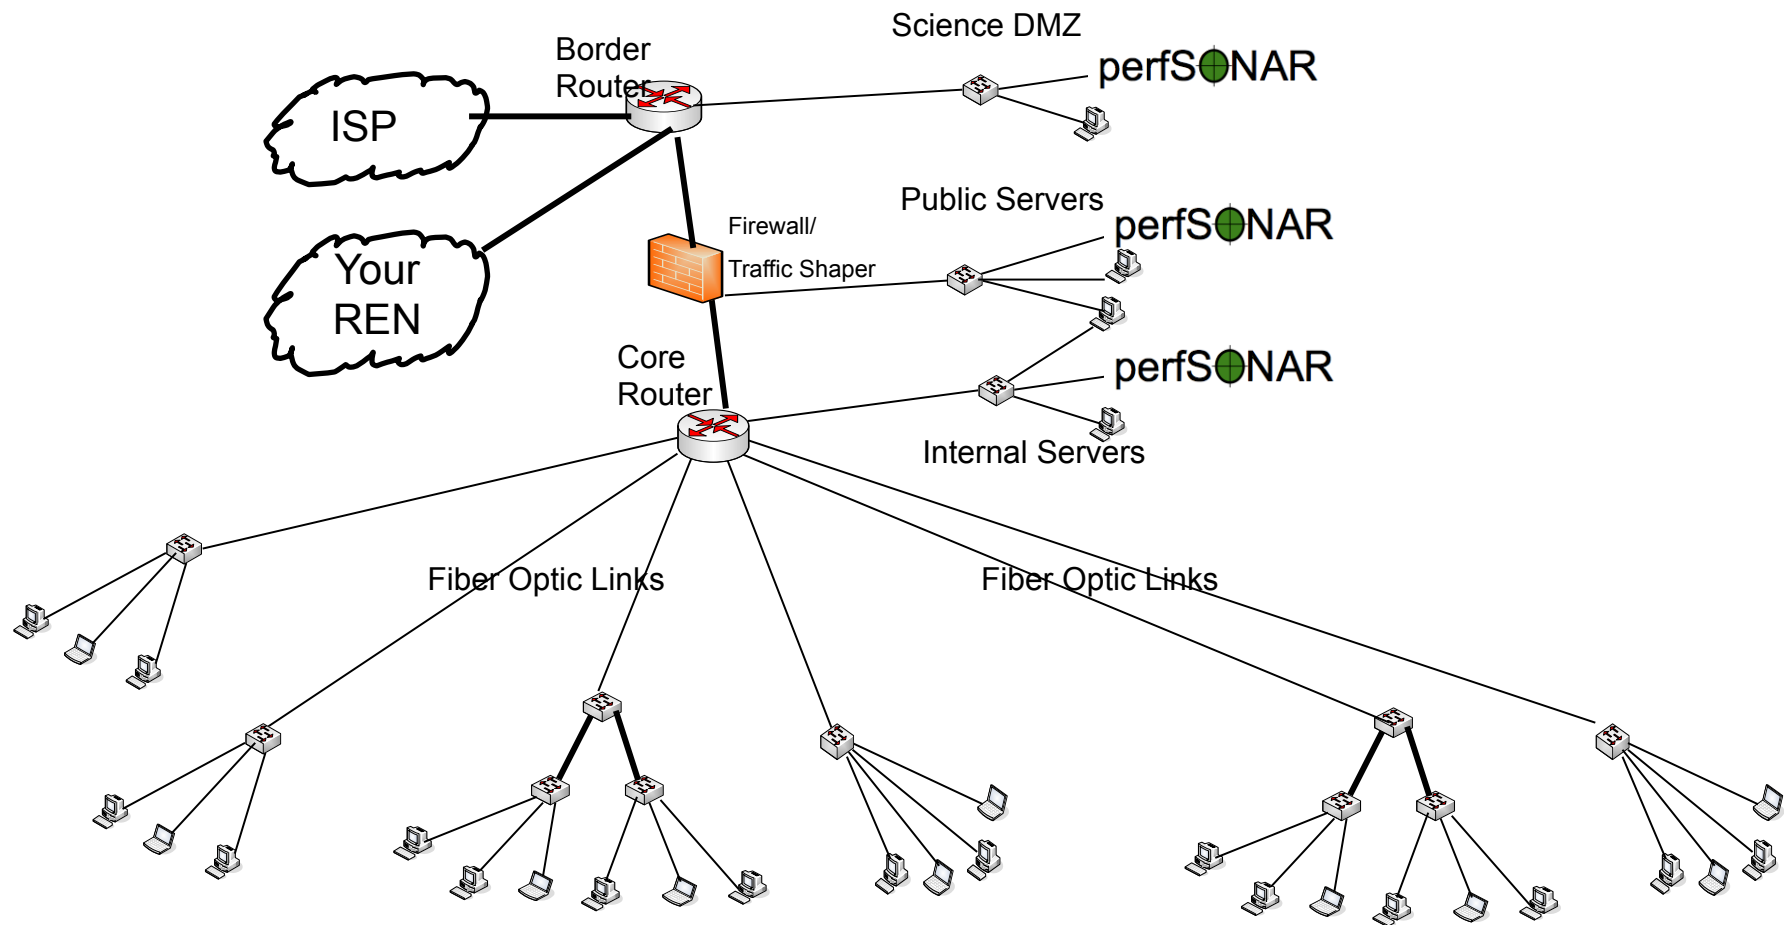 Science DMZ
Border
Router
perfSONAR
ISP
Public Servers
perfSONAR
Firewall/
Traffic Shaper
Your
REN
Core
Router
perfSONAR
Internal Servers
Fiber Optic Links
Fiber Optic Links